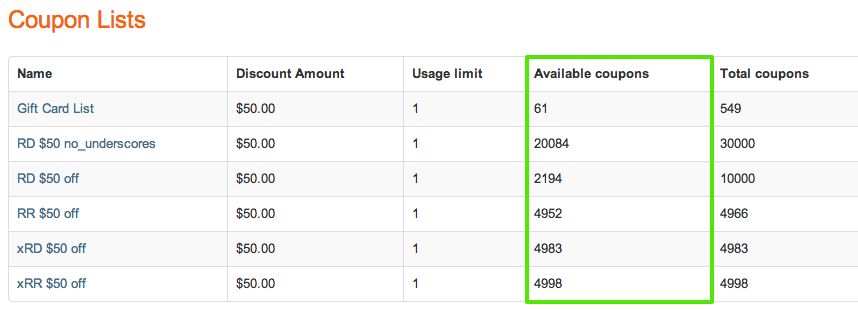 Coupon Lists
Name Discount Amount Usage limit Available coupons Total coupons
Gift Card List $50.00 1 61 549
RD $50 no_underscores $50.00 1 20084 30000
RD $50 off $50.00 1 2194 10000
RR $50 off $50.00 1 4952 4966
xRD $50 off $50.00 1 4983 4983
xRR $50 off $50.00 1 4998 4998